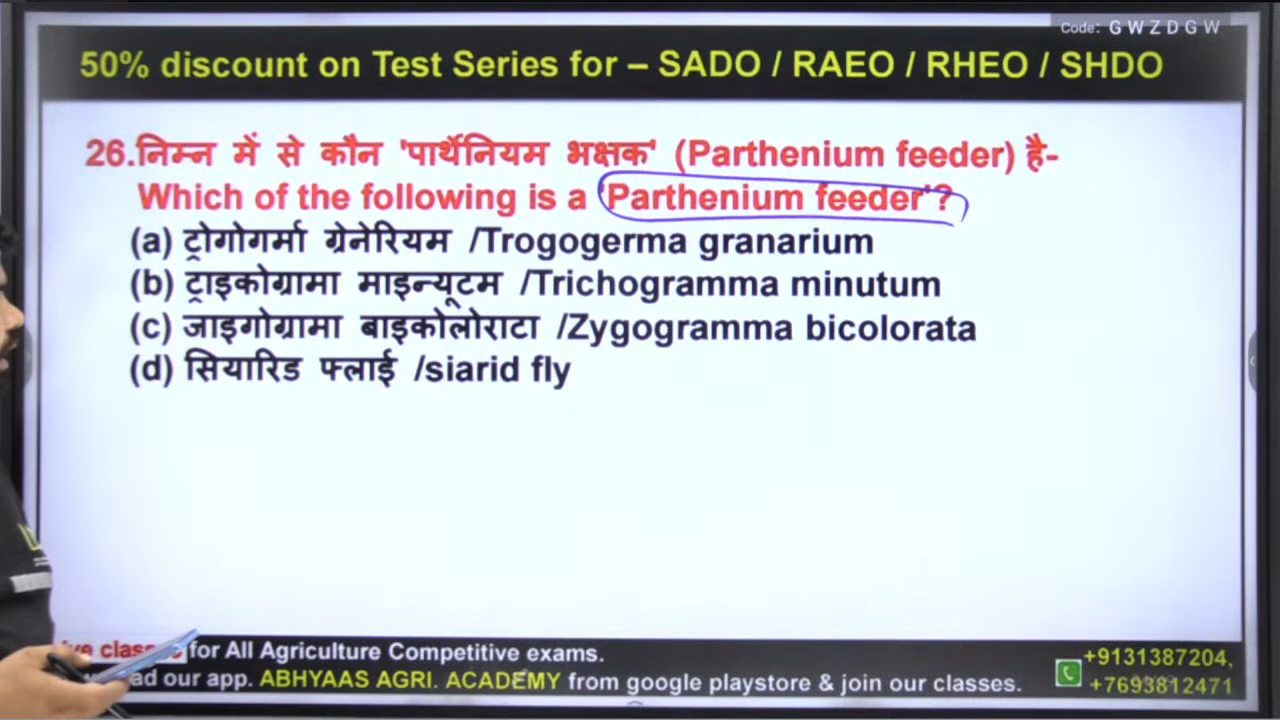 Code: G W Z D G W
50% discount on Test Series for – SADO / RAEO / RHEO / SHDO
26.निम्न में से कौन 'पार्थेनियम भक्षक' (Parthenium feeder) है-
Which of the following is a 'Parthenium feeder'?
(a) ट्रोगोगर्मा ग्रेनेरियम /Trogogerma granarium
(b) ट्राइकोग्रामा माइन्यूटम /Trichogramma minutum
(c) जाइगोग्रामा बाइकोलोराटा /Zygogramma bicolorata
(d) सियारिड फ्लाई /siarid fly
for All Agriculture Competitive exams.
our app. ABHYAAS AGRI. ACADEMY from google playstore & join our classes.
+9131387204,
+7693812471